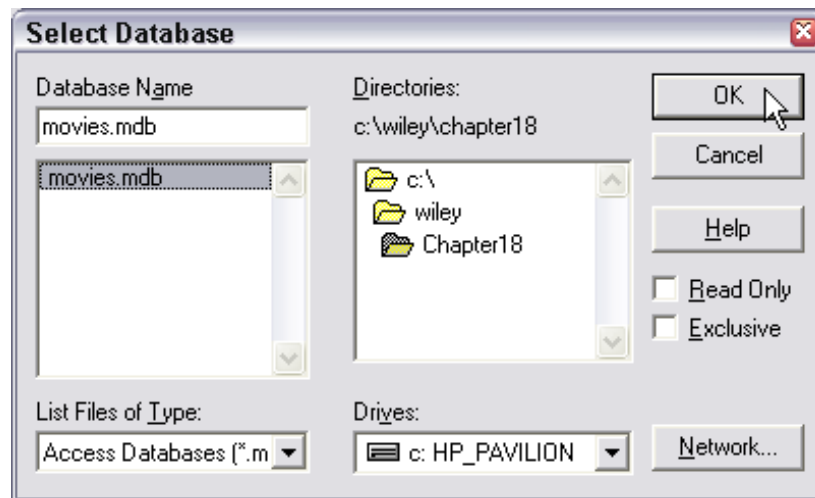 Select Database
Database Name
movies.mdb
movies.mdb
List Files of Type:
Access Databases (*.m
Directories:
c:\wiley\chapter18
c:\
wiley
Chapter18
Drives:
c: HP_PAVILION
OK
Cancel
Help
Read Only
Exclusive
Network...